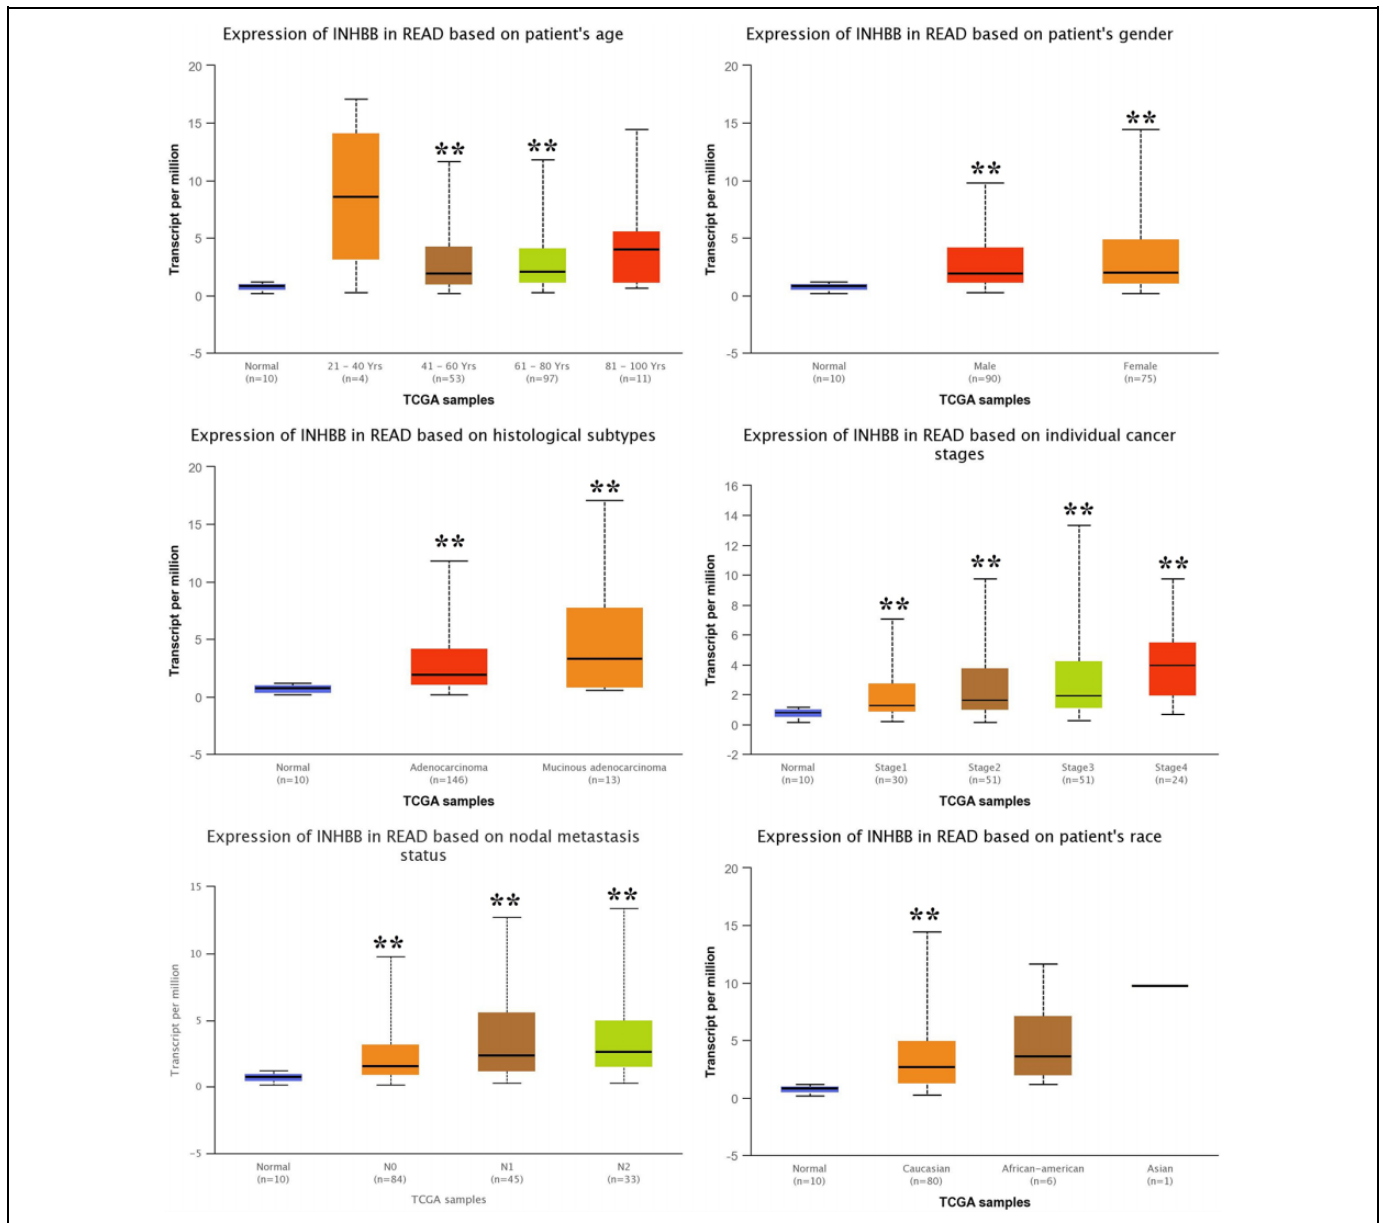 Expression of INHBB in READ based on patient's age
20
15
10
5
0
−5
Transcript per million
**
**
Normal
(n=10)
21 − 40 Yrs
(n=4)
41 − 60 Yrs
(n=53)
61 − 80 Yrs
(n=97)
81 − 100 Yrs
(n=11)
TCGA samples
Expression of INHBB in READ based on patient's gender
20
15
10
5
0
−5
Transcript per million
**
**
Normal
(n=10)
Male
(n=90)
Female
(n=75)
TCGA samples
Expression of INHBB in READ based on histological subtypes
20
15
10
5
0
−5
Transcript per million
**
**
Normal
(n=10)
Adenocarcinoma
(n=146)
Mucinous adenocarcinoma
(n=13)
TCGA samples
Expression of INHBB in READ based on individual cancer
stages
16
14
12
10
8
6
4
2
0
−2
Transcript per million
**
**
**
**
Normal
(n=10)
Stage1
(n=30)
Stage2
(n=51)
Stage3
(n=51)
Stage4
(n=24)
TCGA samples
Expression of INHBB in READ based on nodal metastasis
status
15
10
5
0
−5
Transcript per million
**
**
**
Normal
(n=10)
N0
(n=84)
N1
(n=45)
N2
(n=33)
TCGA samples
Expression of INHBB in READ based on patient's race
20
15
10
5
0
−5
Transcript per million
**
Normal
(n=10)
Caucasian
(n=80)
African−american
(n=6)
Asian
(n=1)
TCGA samples